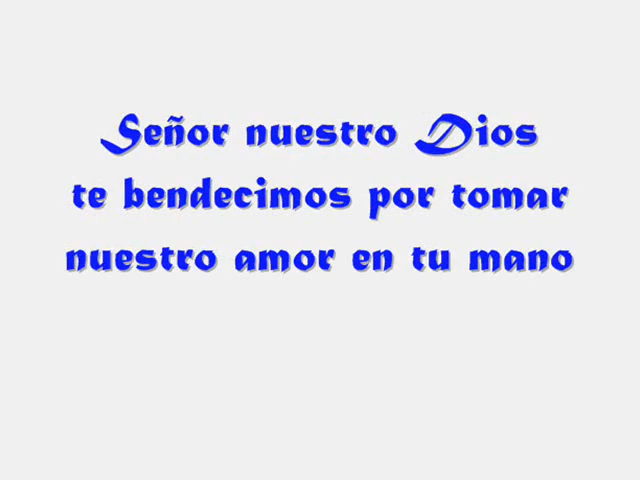 Señor nuestro Dios
te bendecimos por tomar
nuestro amor en tu mano